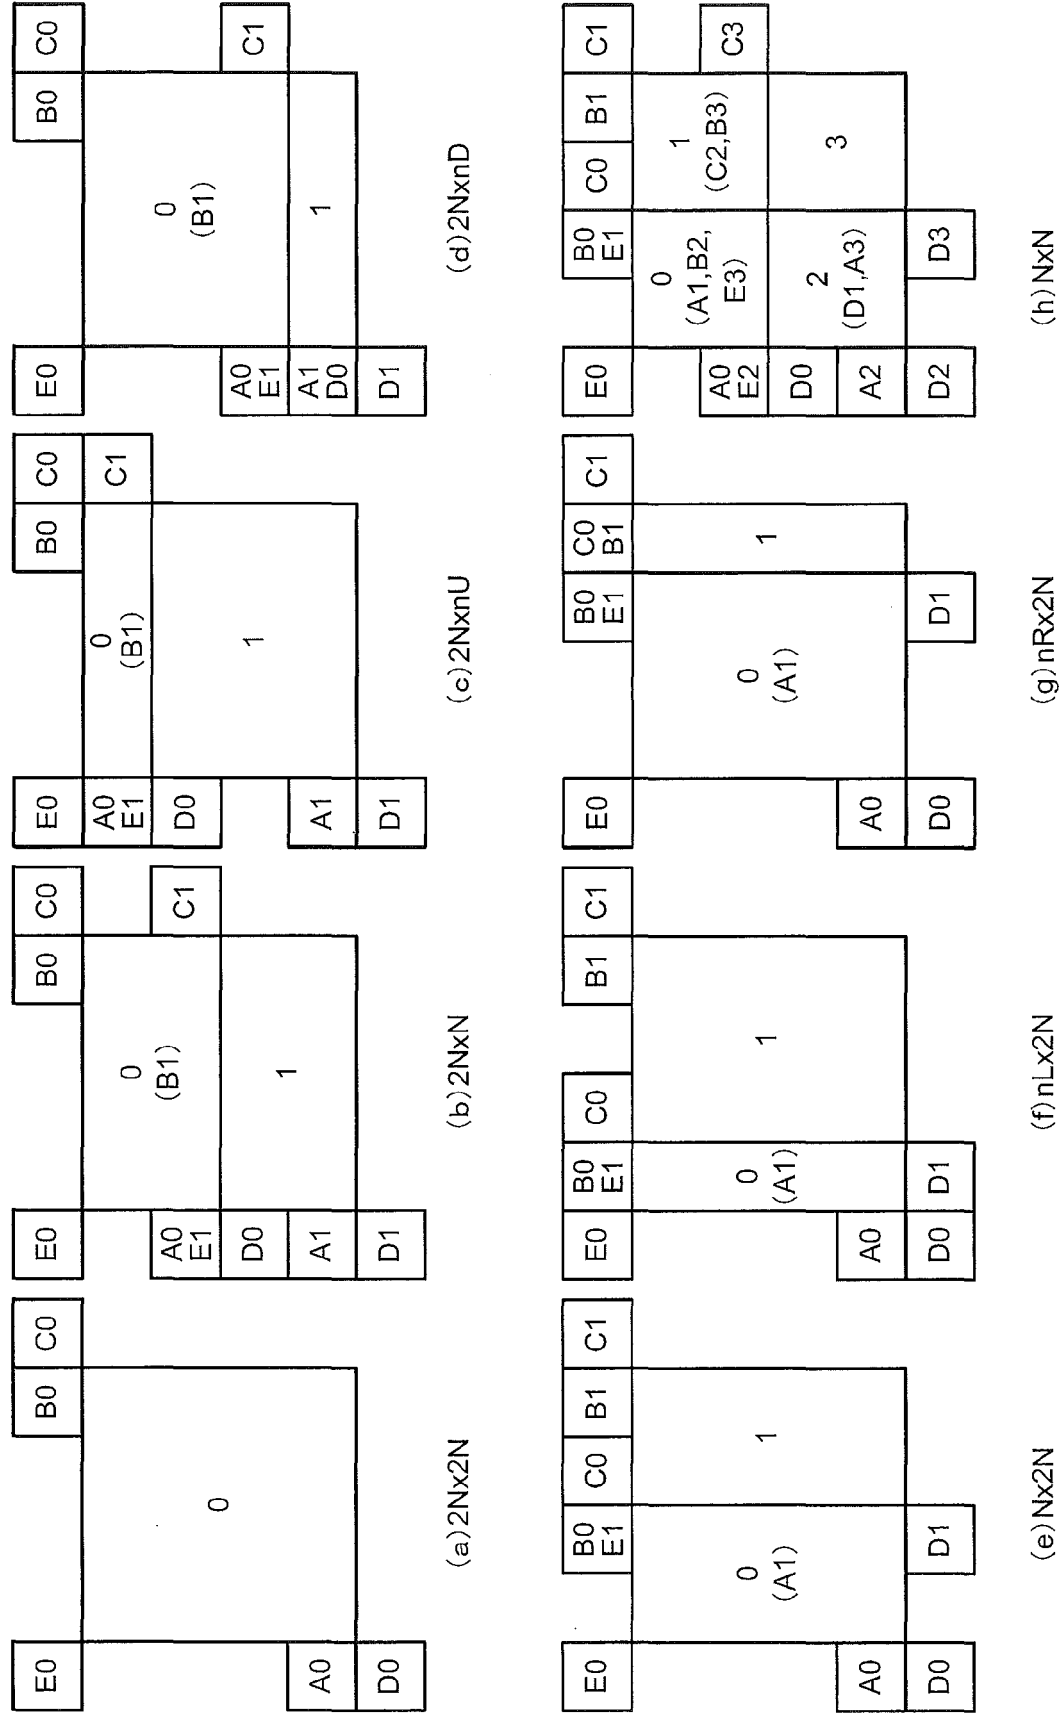 E0
B0
C0
0
A0
D0
(a)2Nx2N
E0
B0
C0
0
(B1)
A0
E1
C1
D0
1
A1
D1
(b)2NxN
E0
B0
C0
A0
E1
0
(B1)
C1
D0
1
A1
D1
(c)2NxnU
E0
B0
C0
0
(B1)
A0
E1
C1
A1
D0
1
D1
(d)2NxnD
E0
B0
E1
C0
B1
C1
0
(A1)
1
A0
D0
D1
(e)Nx2N
E0
B0
E1
C0
B1
C1
0
(A1)
1
A0
D0
D1
(f)nLx2N
E0
B0
E1
C0
B1
C1
0
(A1)
1
A0
D0
D1
(g)nRx2N
E0
B0
E1
C0
B1
C1
0
(A1,B2,
E3)
1
(C2,B3)
A0
E2
C3
D0
2
(D1,A3)
3
A2
D2
D3
(h)NxN